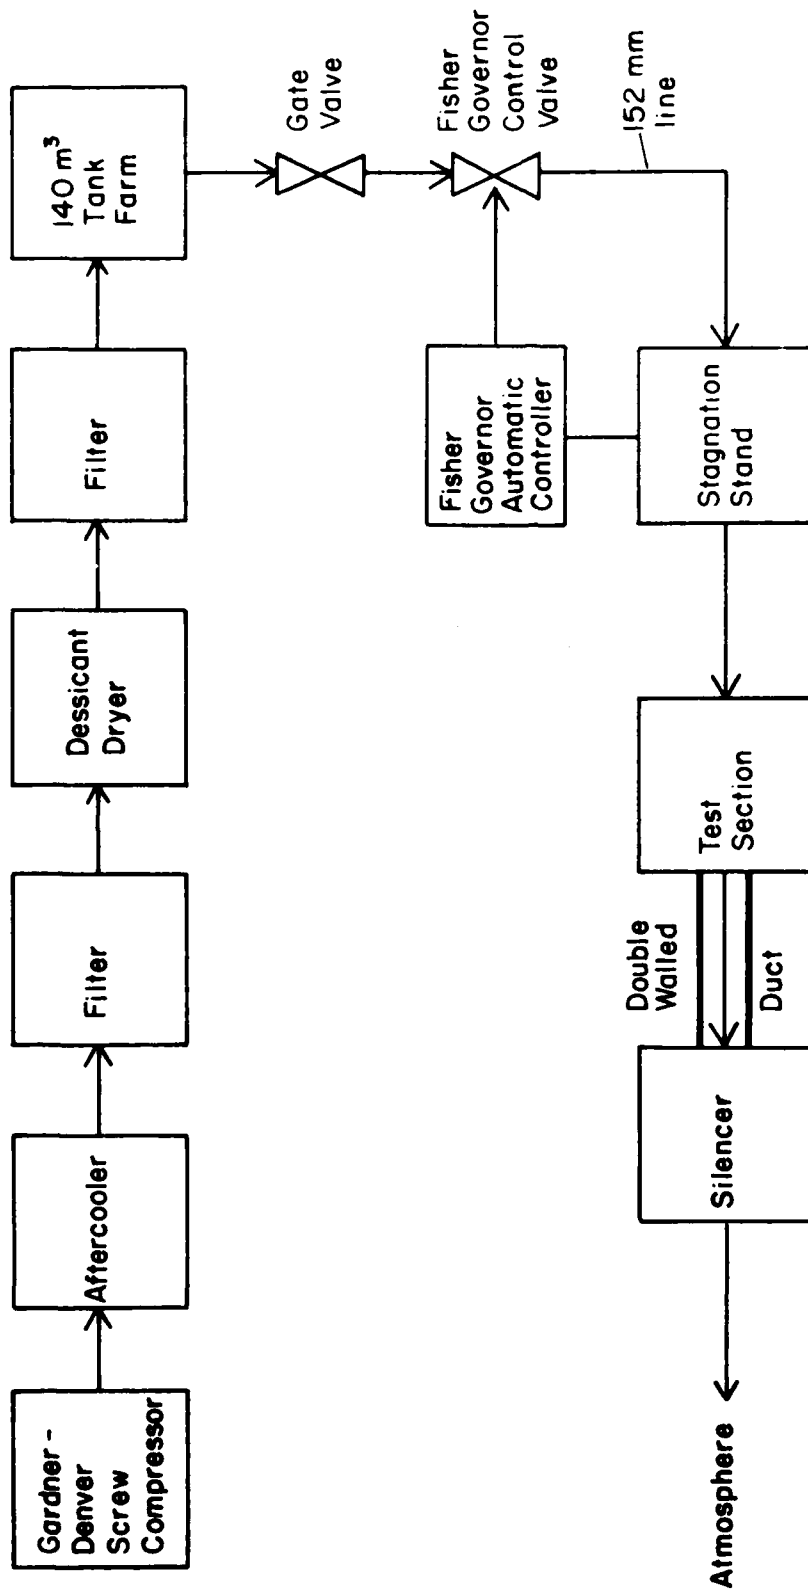 Gardner-
Denver
Screw
Compressor
Aftercooler
Filter
Dessicant
Dryer
Filter
140 m³
Tank
Farm
Gate
Valve
Fisher
Governor
Control
Valve
152 mm
line
Fisher
Governor
Automatic
Controller
Stagnation
Stand
Test
Section
Double
Walled
Duct
Silencer
Atmosphere